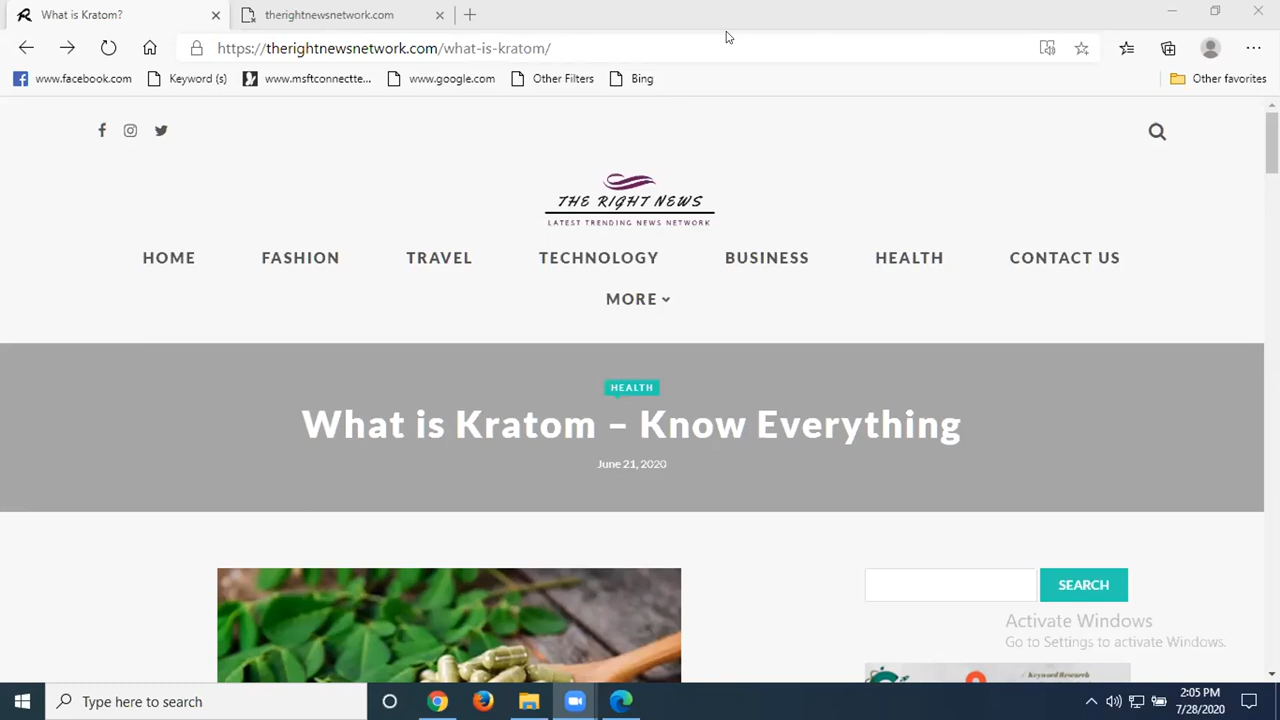 What is Kratom?
therightnewsnetwork.com
https://therightnewsnetwork.com/what-is-kratom/
www.facebook.com
Keyword (s)
www.msftconnectte...
www.google.com
Other Filters
Bing
Other favorites
THE RIGHT NEWS
LATEST TRENDING NEWS NETWORK
HOME
FASHION
TRAVEL
TECHNOLOGY
BUSINESS
HEALTH
CONTACT US
MORE
HEALTH
What is Kratom – Know Everything
June 21, 2020
SEARCH
Activate Windows
Go to Settings to activate Windows.
Keyword Research
Type here to search
2:05 PM
7/28/2020